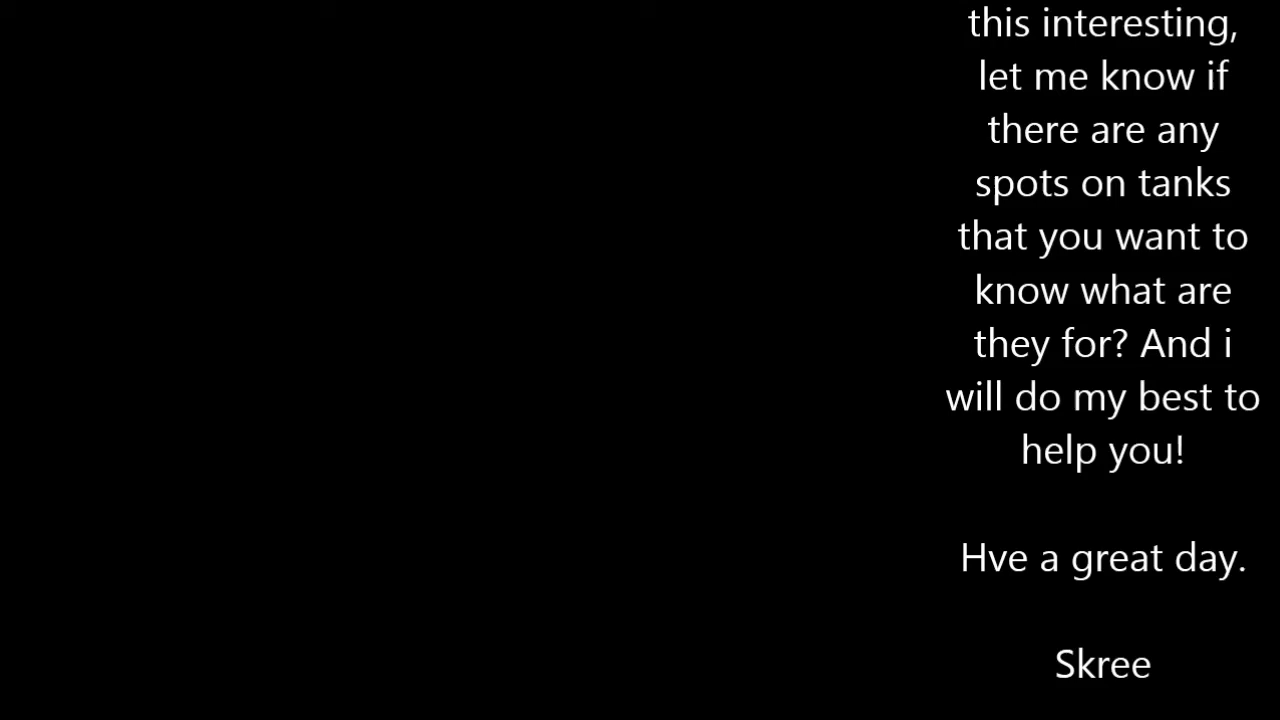 this interesting,
let me know if
there are any
spots on tanks
that you want to
know what are
they for? And i
will do my best to
help you!
Hve a great day.
Skree